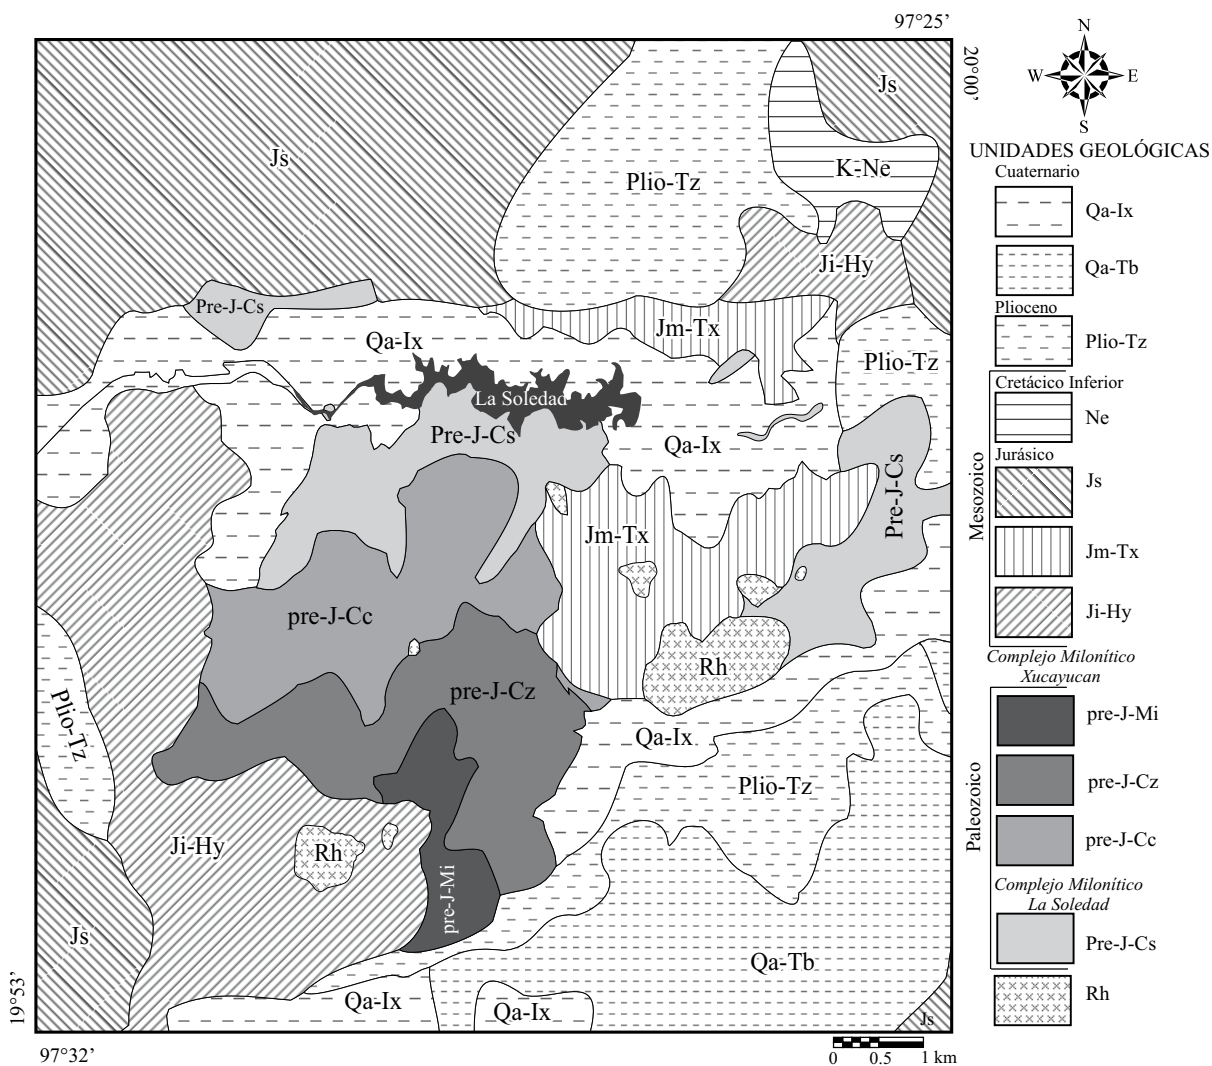 97°25’
N
W
E
S
20°00’
UNIDADES GEOLÓGICAS
Cuaternario
Qa-Ix
Qa-Tb
Plioceno
Plio-Tz
Mesozoico
Cretácico Inferior
Ne
Jurásico
Js
Jm-Tx
Ji-Hy
Complejo Milonítico
Xucayucan
Paleozoico
pre-J-Mi
pre-J-Cz
pre-J-Cc
Complejo Milonítico
La Soledad
Pre-J-Cs
Rh
Js
Js
K-Ne
Plio-Tz
Ji-Hy
Pre-J-Cs
Jm-Tx
Qa-Ix
Plio-Tz
La Soledad
Pre-J-Cs
Qa-Ix
Pre-J-Cs
Jm-Tx
pre-J-Cc
Rh
pre-J-Cz
Plio-Tz
Qa-Ix
Plio-Tz
Ji-Hy
Rh
pre-J-Mi
Js
Qa-Tb
Qa-Ix
Qa-Ix
Js
19°53’
97°32’
0 0.5 1 km